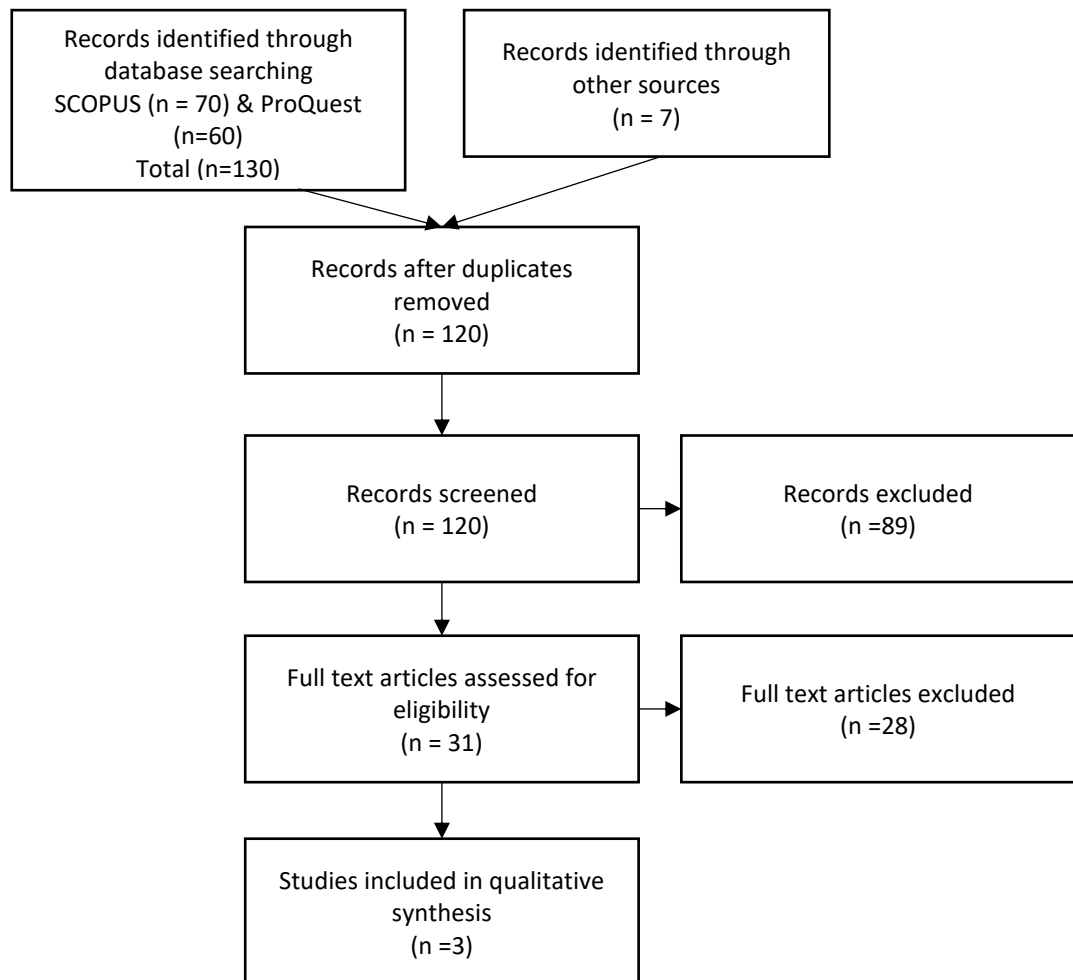 Records identified through
database searching
SCOPUS (n = 70) & ProQuest
(n=60)
Total (n=130)
Records identified through
other sources
(n = 7)
Records after duplicates
removed
(n = 120)
Records screened
(n = 120)
Records excluded
(n =89)
Full text articles assessed for
eligibility
(n = 31)
Full text articles excluded
(n =28)
Studies included in qualitative
synthesis
(n =3)